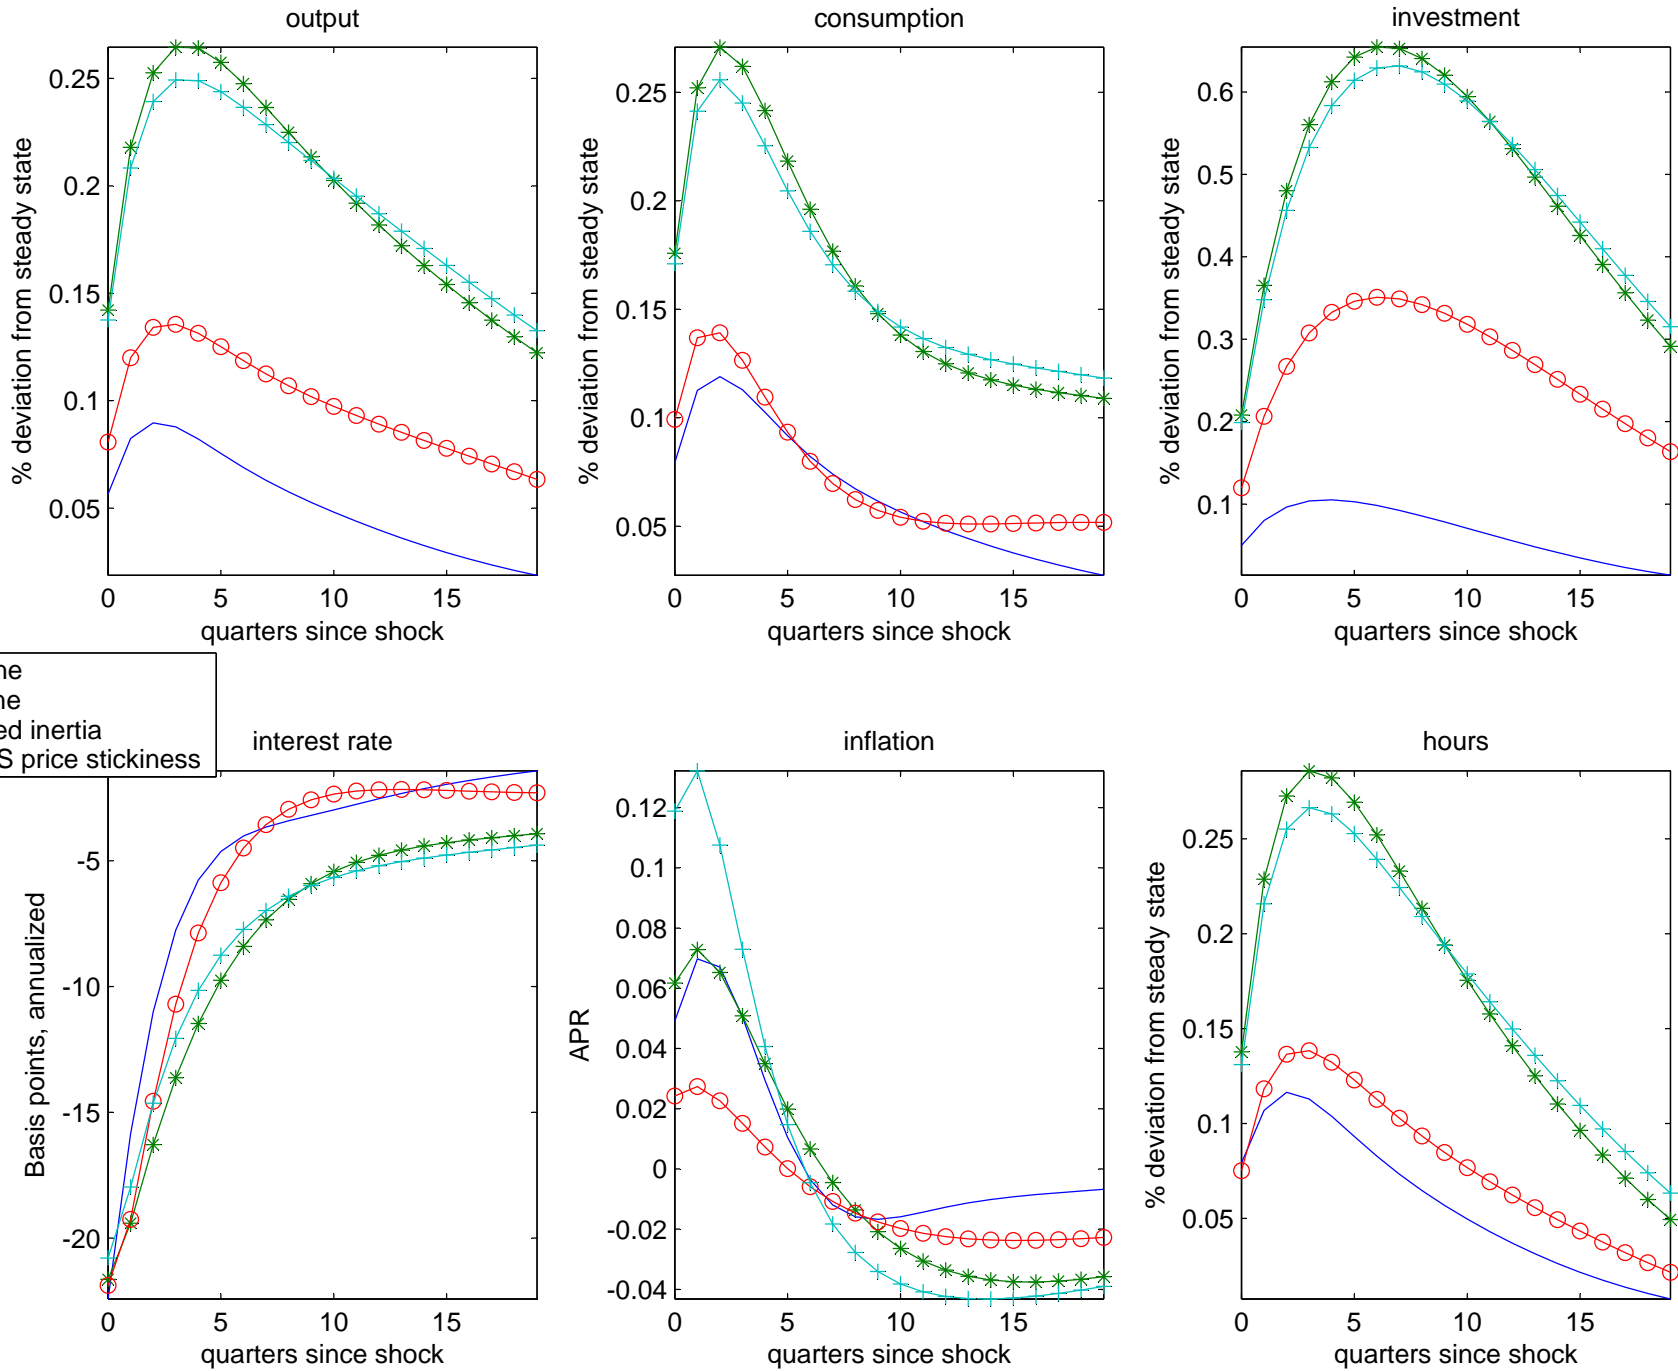 output
consumption
investment
% deviation from steady state
0.25
0.2
0.15
0.1
0.05
0
5
10
15
quarters since shock
% deviation from steady state
0.25
0.2
0.15
0.1
0.05
0
5
10
15
quarters since shock
% deviation from steady state
0.6
0.5
0.4
0.3
0.2
0.1
0
5
10
15
quarters since shock
ne
ne
ed inertia
S price stickiness
interest rate
inflation
hours
Basis points, annualized
-5
-10
-15
-20
0
5
10
15
quarters since shock
APR
0.12
0.1
0.08
0.06
0.04
0.02
0
-0.02
-0.04
0
5
10
15
quarters since shock
% deviation from steady state
0.25
0.2
0.15
0.1
0.05
0
5
10
15
quarters since shock